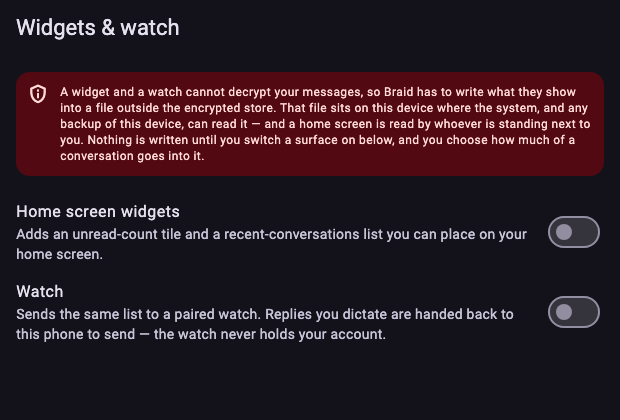 Widgets & watch
A widget and a watch cannot decrypt your messages, so Braid has to write what they show
into a file outside the encrypted store. That file sits on this device where the system, and any
backup of this device, can read it — and a home screen is read by whoever is standing next to
you. Nothing is written until you switch a surface on below, and you choose how much of a
conversation goes into it.
Home screen widgets
Adds an unread-count tile and a recent-conversations list you can place on your
home screen.
Watch
Sends the same list to a paired watch. Replies you dictate are handed back to
this phone to send — the watch never holds your account.